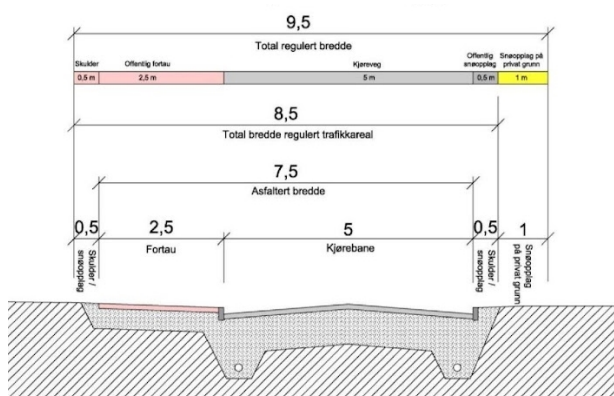 9,5
Total regulert bredde
Skulder
Offentlig fortau
Kjøreveg
Offentlig
snøopplag
Snøopplag på
privat grunn
0,5 m
2,5 m
5 m
0,5 m
1 m
8,5
Total bredde regulert trafikkareal
7,5
Asfaltert bredde
0,5
2,5
5
0,5
1
Skulder /
snøopplag
Fortau
Kjørebane
Skulder /
snøopplag
Snøopplag
på privat grunn